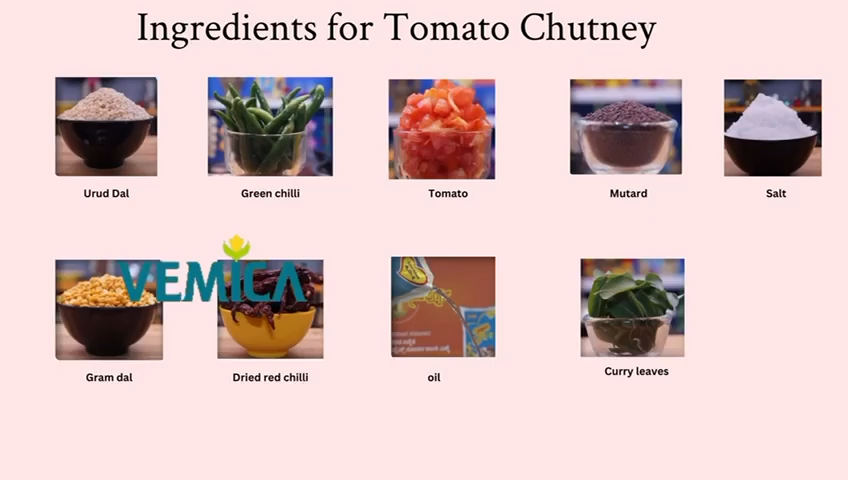 Ingredients for Tomato Chutney
Urud Dal
Green chilli
Tomato
Mutard
Salt
VEMICA
Gram dal
Dried red chilli
oil
Curry leaves